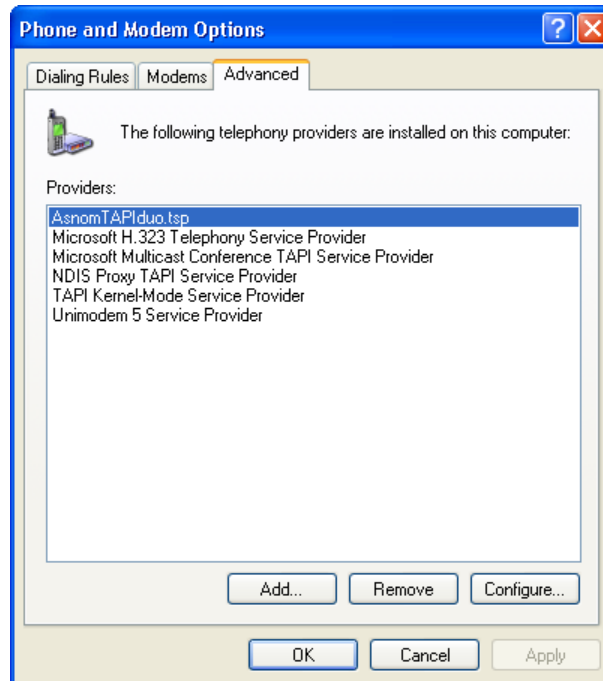 Phone and Modem Options
Dialing Rules Modems Advanced
The following telephony providers are installed on this computer:
Providers:
AsnomTAPIduo.tsp
Microsoft H.323 Telephony Service Provider
Microsoft Multicast Conference TAPI Service Provider
NDIS Proxy TAPI Service Provider
TAPI Kernel-Mode Service Provider
Unimodem 5 Service Provider
Add... Remove Configure...
OK Cancel Apply